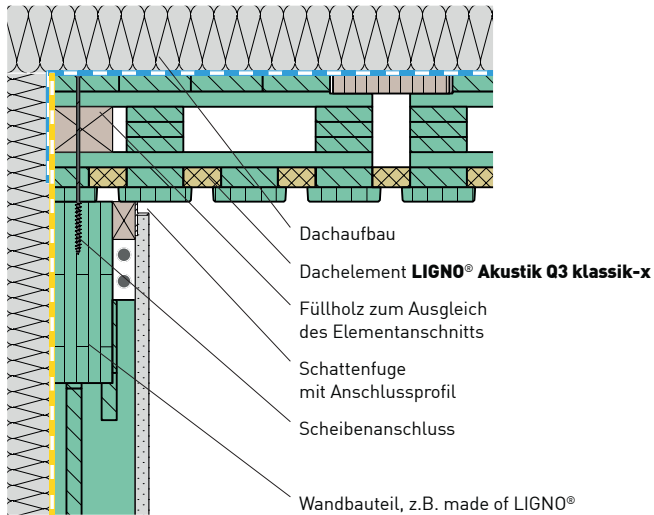 Dachaufbau
Dachelement LIGNO® Akustik Q3 klassik-x
Füllholz zum Ausgleich
des Elementanschnitts
Schattenfuge
mit Anschlussprofil
Scheibenanschluss
Wandbauteil, z.B. made of LIGNO®